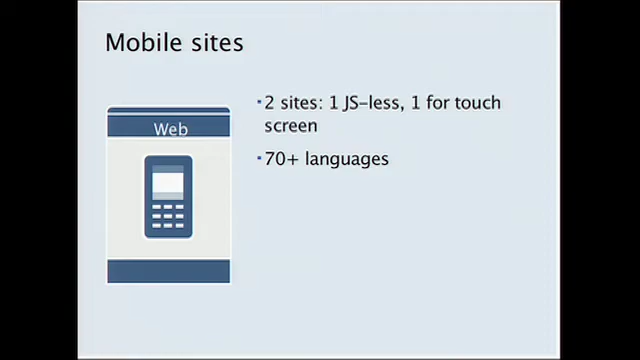 Mobile sites
Web
2 sites: 1 JS-less, 1 for touch
screen
70+ languages